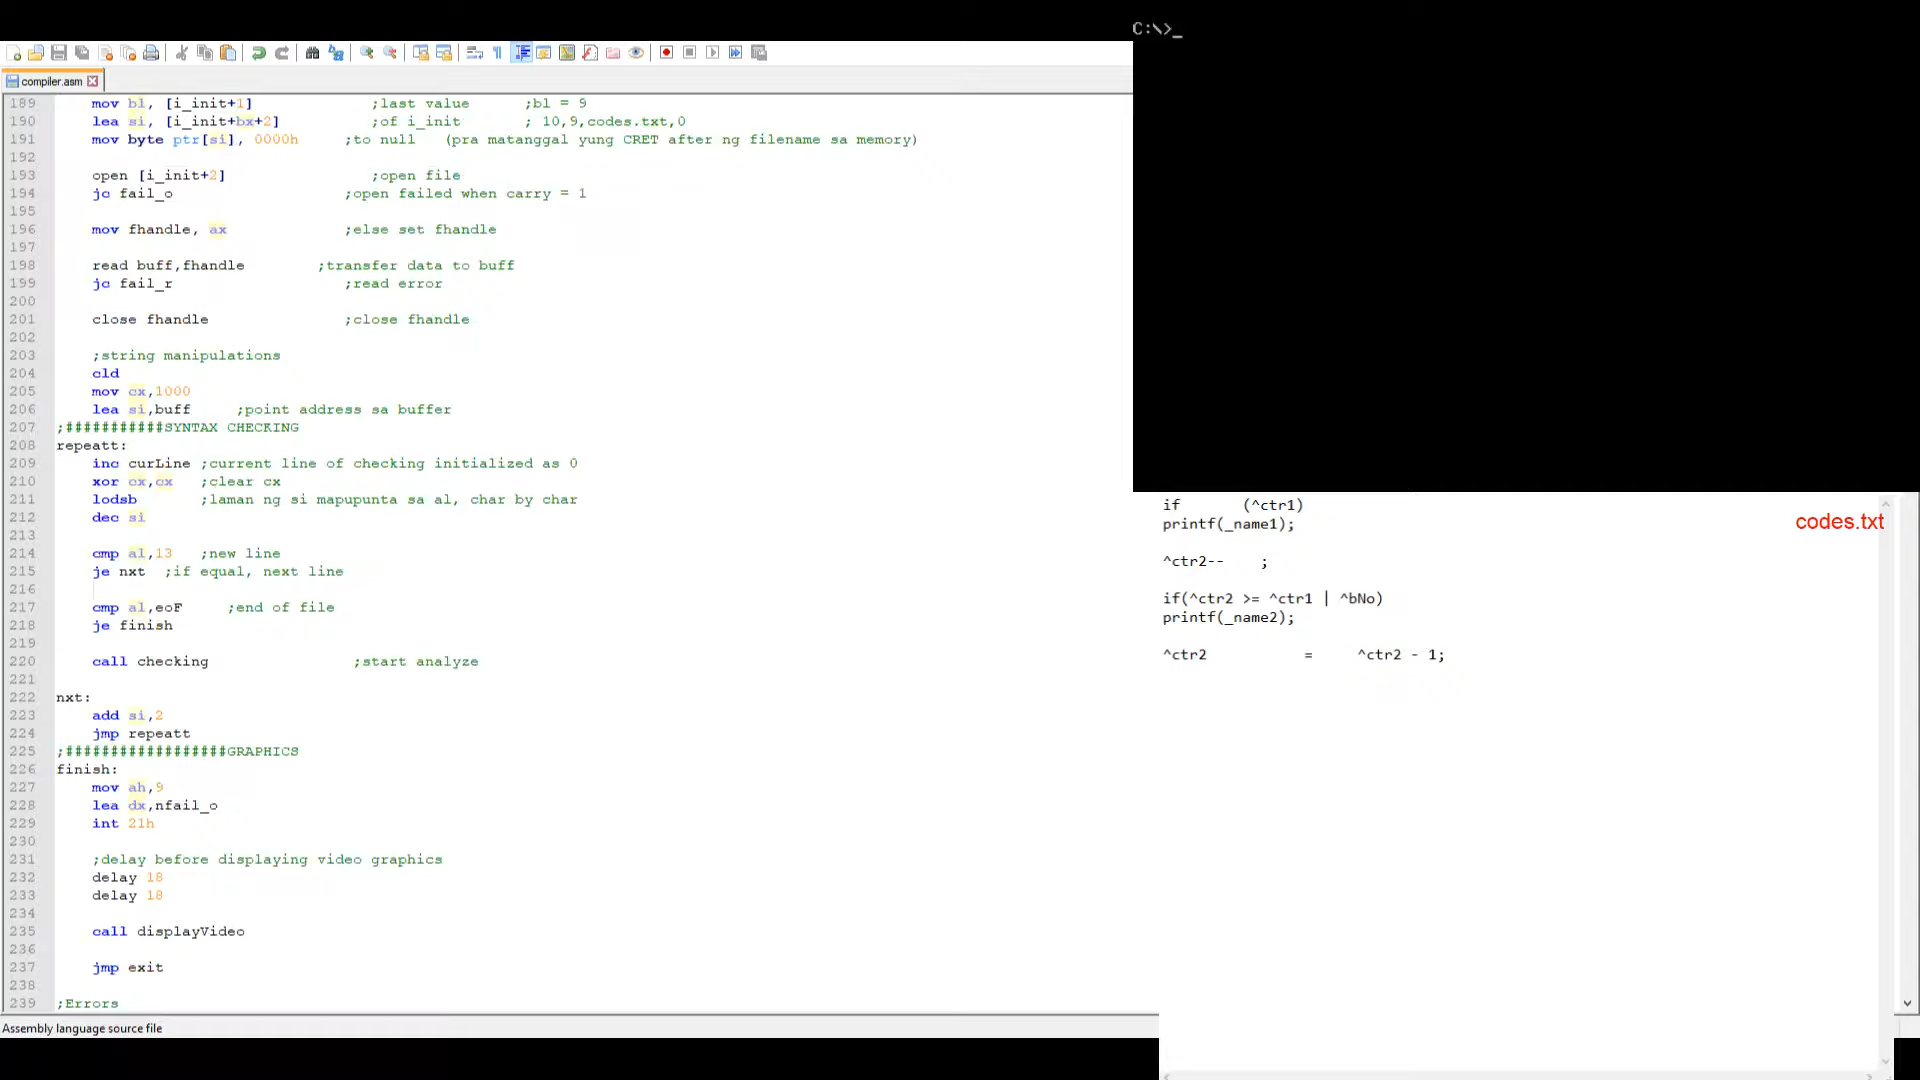 C:\>_
compiler.asm
189 mov bl, [i_init+1] ;last value ;bl = 9
190 lea si, [i_init+bx+2] ;of i_init ; 10,9,codes.txt,0
191 mov byte ptr[si], 0000h ;to null (pra matanggal yung CRET after ng filename sa memory)
192
193 open [i_init+2] ;open file
194 jc fail_o ;open failed when carry = 1
195
196 mov fhandle, ax ;else set fhandle
197
198 read buff,fhandle ;transfer data to buff
199 jc fail_r ;read error
200
201 close fhandle ;close fhandle
202
203 ;string manipulations
204 cld
205 mov cx,1000
206 lea si,buff ;point address sa buffer
207 ;###########SYNTAX CHECKING
208 repeatt:
209 inc curLine ;current line of checking initialized as 0
210 xor cx,cx ;clear cx
211 lodsb ;laman ng si mapupunta sa al, char by char
212 dec si
213
214 cmp al,13 ;new line
215 je nxt ;if equal, next line
216
217 cmp al,eoF ;end of file
218 je finish
219
220 call checking ;start analyze
221
222 nxt:
223 add si,2
224 jmp repeatt
225 ;##################GRAPHICS
226 finish:
227 mov ah,9
228 lea dx,nfail_o
229 int 21h
230
231 ;delay before displaying video graphics
232 delay 18
233 delay 18
234
235 call displayVideo
236
237 jmp exit
238
239 ;Errors
Assembly language source file
if (^ctr1)
printf(_name1);
codes.txt
^ctr2-- ;
if(^ctr2 >= ^ctr1 | ^bNo)
printf(_name2);
^ctr2 = ^ctr2 - 1;